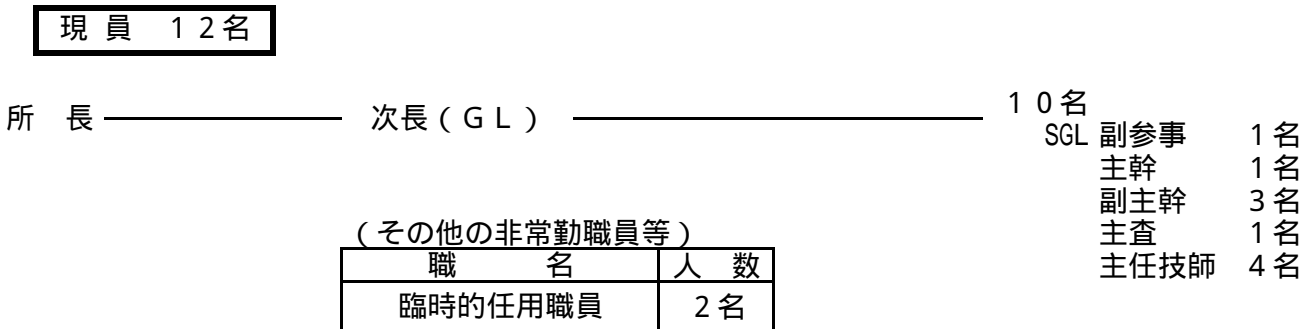 現 員　１２名
所　長　次長（ＧＬ）　１０名
SGL 副参事　１名
主幹　１名
副主幹　３名
主査　１名
主任技師　４名
（その他の非常勤職員等）
職　名　人　数
臨時的任用職員　２名